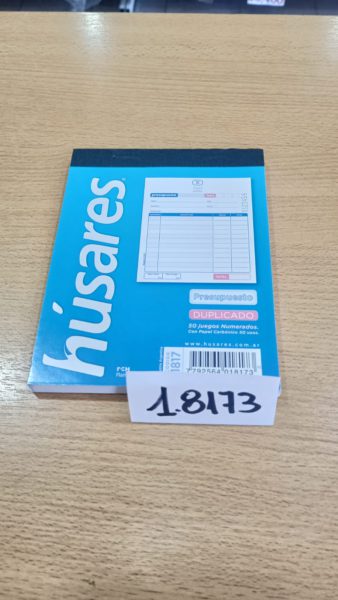 húsares
Presupuesto
DUPLICADO
50 juegos Numerados.
Con Papel Carbónico 50 usos.
www.husares.com.ar
1817
7792564018173
18173